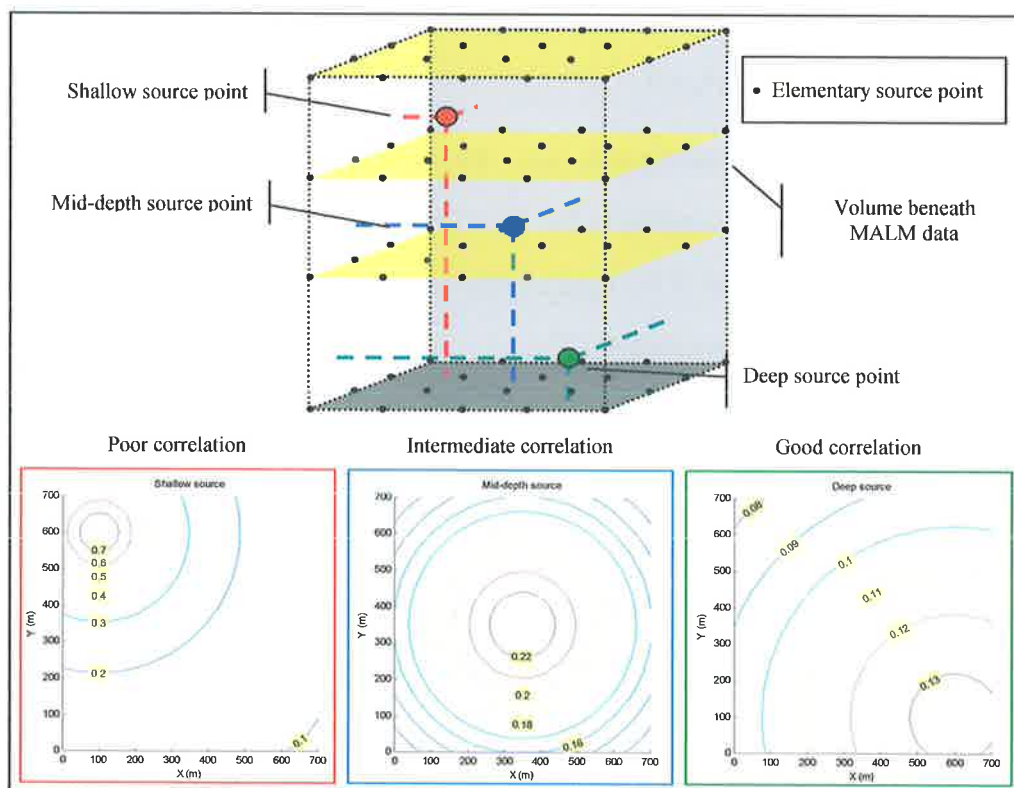 Shallow source point
• Elementary source point
Mid-depth source point
Volume beneath
MALM data
Deep source point
Poor correlation
Intermediate correlation
Good correlation
Shallow source
700
600
500
400
300
200
100
0
Y (m)
0.7
0.6
0.5
0.4
0.3
0.2
0.1
0 100 200 300 400 500 600 700
X (m)
Mid-depth source
700
600
500
400
300
200
100
0
Y (m)
0.22
0.2
0.18
0.16
0 100 200 300 400 500 600 700
X (m)
Deep source
700
600
500
400
300
200
100
0
Y (m)
0.08
0.09
0.1
0.11
0.12
0.13
0 100 200 300 400 500 600 700
X (m)